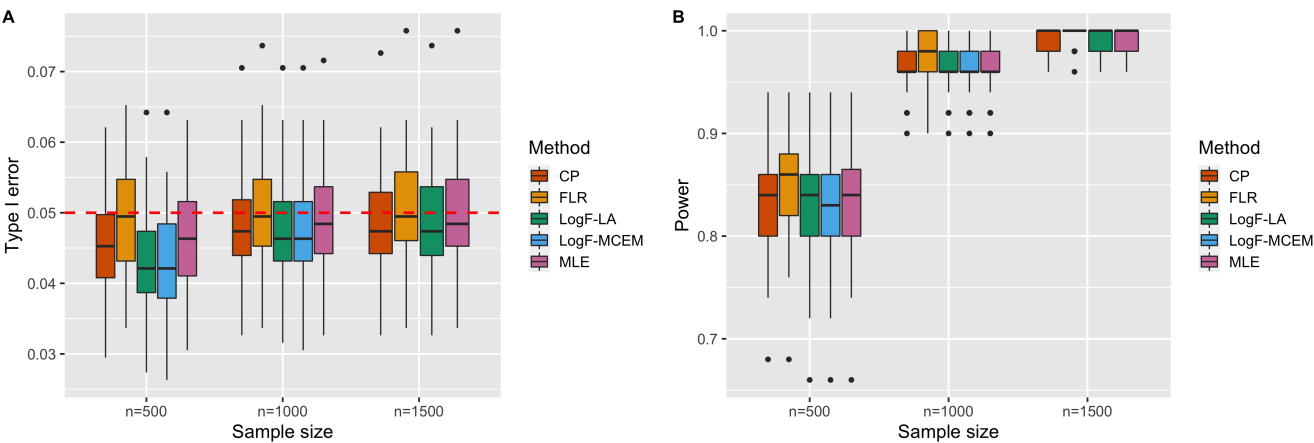 A
Type I error
0.07
0.06
0.05
0.04
0.03
n=500 n=1000 n=1500
Sample size
Method
CP
FLR
LogF-LA
LogF-MCEM
MLE
B
Power
1.0
0.9
0.8
0.7
n=500 n=1000 n=1500
Sample size
Method
CP
FLR
LogF-LA
LogF-MCEM
MLE